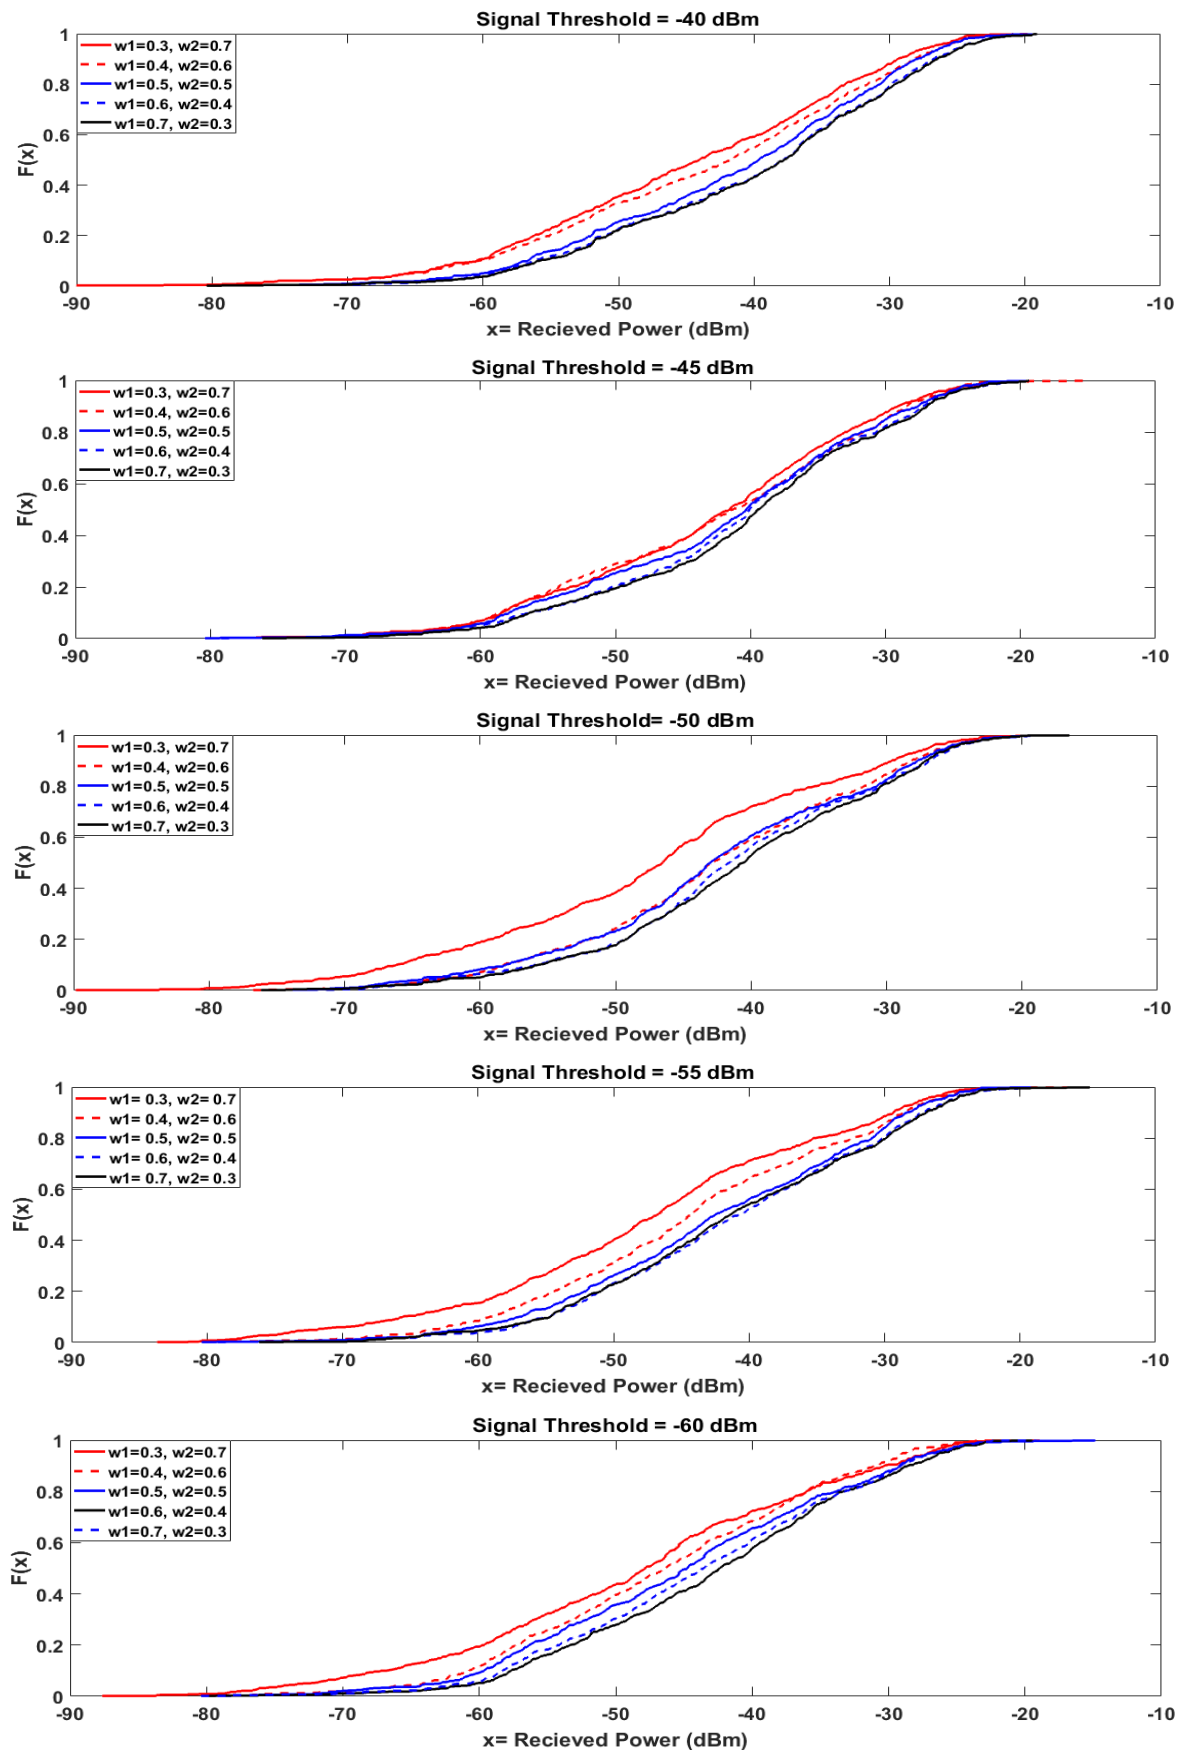 Signal Threshold = -40 dBm
w1=0.3, w2=0.7
w1=0.4, w2=0.6
w1=0.5, w2=0.5
w1=0.6, w2=0.4
w1=0.7, w2=0.3
1
0.8
0.6
0.4
0.2
0
F(x)
-90 -80 -70 -60 -50 -40 -30 -20 -10
x= Recieved Power (dBm)
Signal Threshold = -45 dBm
w1=0.3, w2=0.7
w1=0.4, w2=0.6
w1=0.5, w2=0.5
w1=0.6, w2=0.4
w1=0.7, w2=0.3
1
0.8
0.6
0.4
0.2
0
F(x)
-90 -80 -70 -60 -50 -40 -30 -20 -10
x= Recieved Power (dBm)
Signal Threshold= -50 dBm
w1=0.3, w2=0.7
w1=0.4, w2=0.6
w1=0.5, w2=0.5
w1=0.6, w2=0.4
w1=0.7, w2=0.3
1
0.8
0.6
0.4
0.2
0
F(x)
-90 -80 -70 -60 -50 -40 -30 -20 -10
x= Recieved Power (dBm)
Signal Threshold = -55 dBm
w1= 0.3, w2= 0.7
w1= 0.4, w2= 0.6
w1= 0.5, w2= 0.5
w1= 0.6, w2= 0.4
w1= 0.7, w2= 0.3
1
0.8
0.6
0.4
0.2
0
F(x)
-90 -80 -70 -60 -50 -40 -30 -20 -10
x= Recieved Power (dBm)
Signal Threshold = -60 dBm
w1=0.3, w2=0.7
w1=0.4, w2=0.6
w1=0.5, w2=0.5
w1=0.6, w2=0.4
w1=0.7, w2=0.3
1
0.8
0.6
0.4
0.2
0
F(x)
-90 -80 -70 -60 -50 -40 -30 -20 -10
x= Recieved Power (dBm)